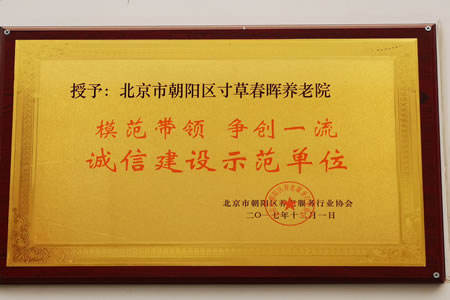 授予：北京市朝阳区寸草春晖养老院
模范带领 争创一流
诚信建设示范单位
北京市朝阳区养老服务行业协会
二〇一七年十二月一日